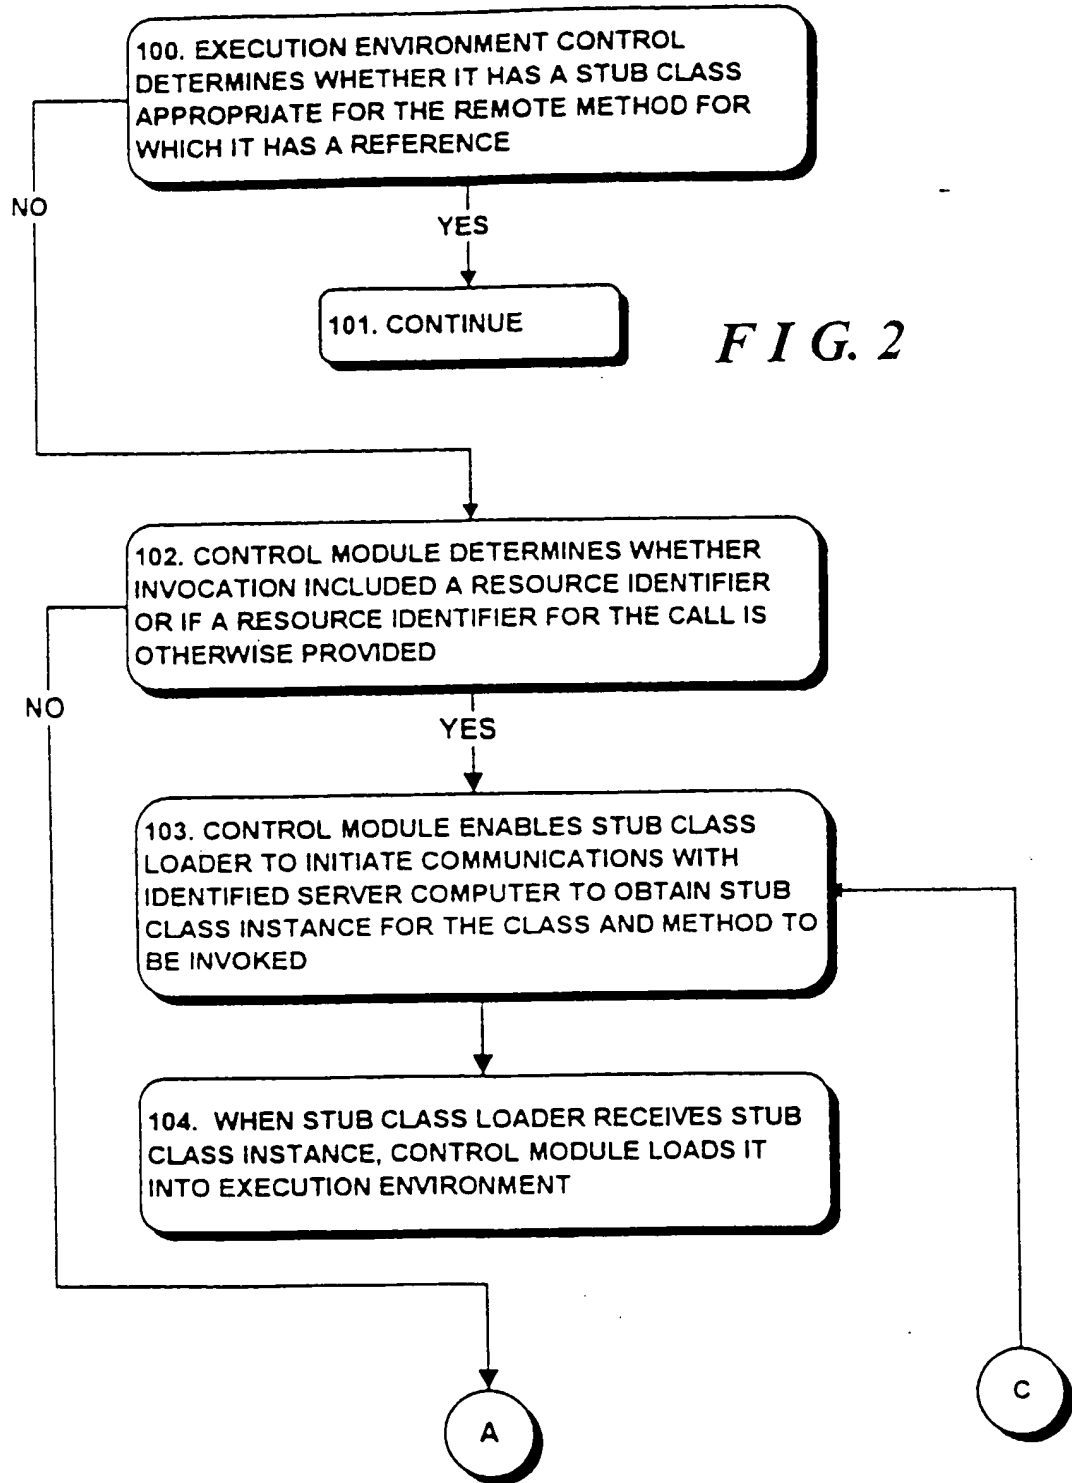 100. EXECUTION ENVIRONMENT CONTROL
DETERMINES WHETHER IT HAS A STUB CLASS
APPROPRIATE FOR THE REMOTE METHOD FOR
WHICH IT HAS A REFERENCE
NO
YES
101. CONTINUE
FIG. 2
102. CONTROL MODULE DETERMINES WHETHER
INVOCATION INCLUDED A RESOURCE IDENTIFIER
OR IF A RESOURCE IDENTIFIER FOR THE CALL IS
OTHERWISE PROVIDED
NO
YES
103. CONTROL MODULE ENABLES STUB CLASS
LOADER TO INITIATE COMMUNICATIONS WITH
IDENTIFIED SERVER COMPUTER TO OBTAIN STUB
CLASS INSTANCE FOR THE CLASS AND METHOD TO
BE INVOKED
104. WHEN STUB CLASS LOADER RECEIVES STUB
CLASS INSTANCE, CONTROL MODULE LOADS IT
INTO EXECUTION ENVIRONMENT
C
A